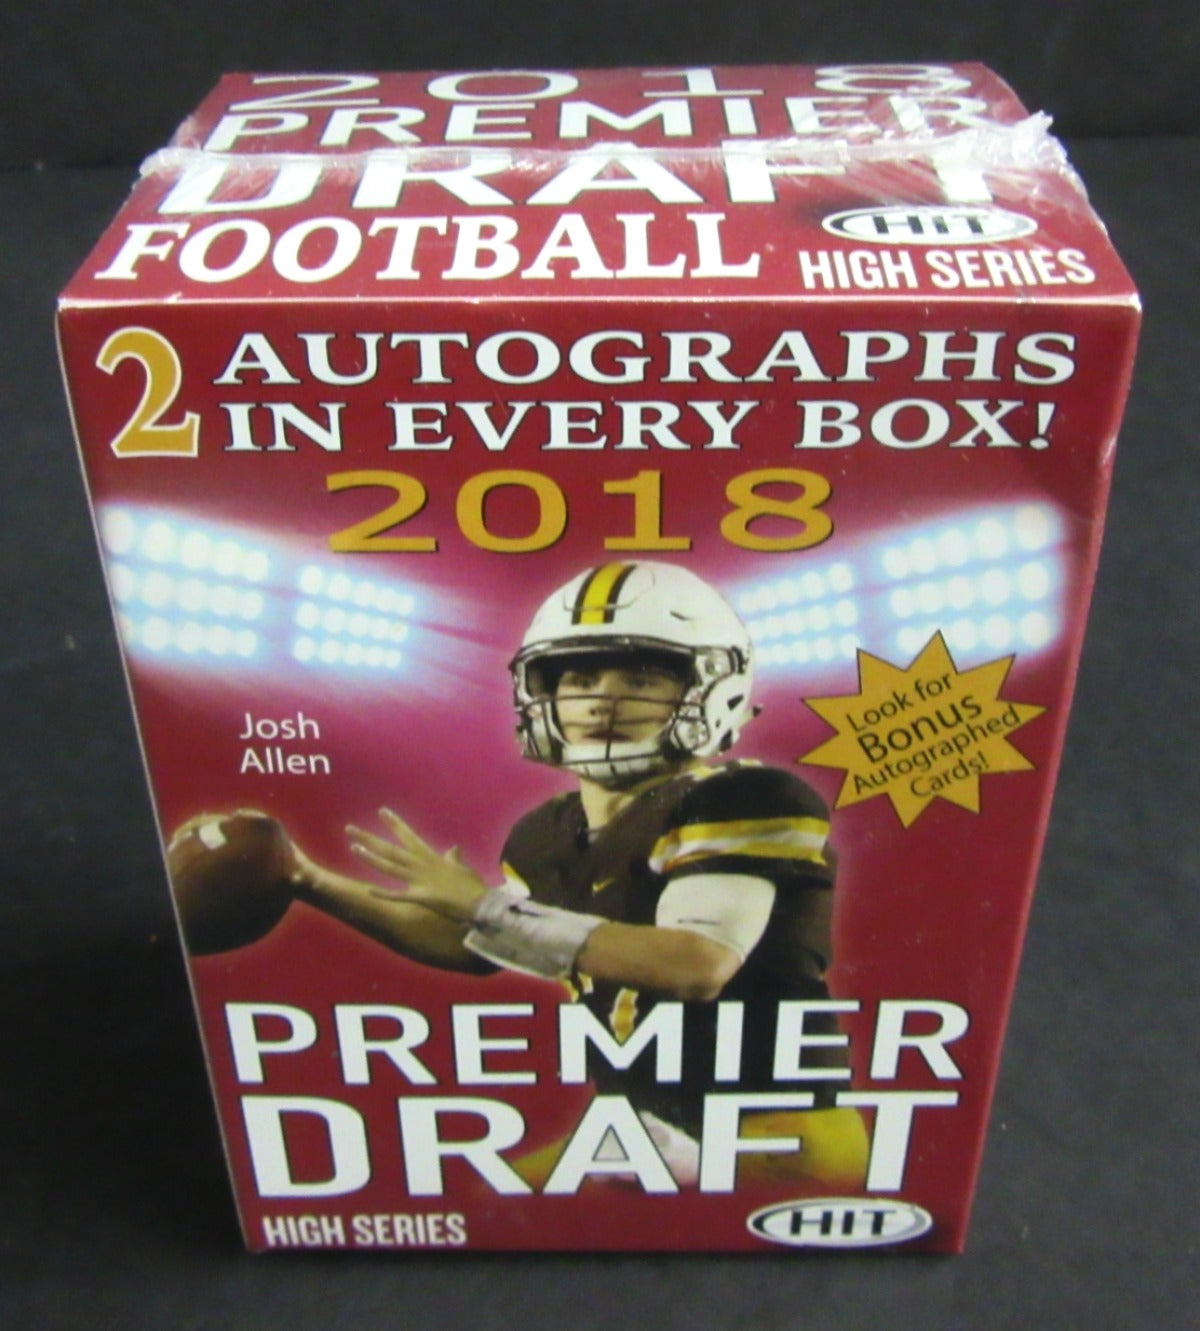 2018
PREMIER
DRAFT
FOOTBALL
HIT
HIGH SERIES
2 AUTOGRAPHS
IN EVERY BOX!
2018
Josh
Allen
Look for
Bonus
Autographed
Cards!
PREMIER
DRAFT
HIGH SERIES
HIT